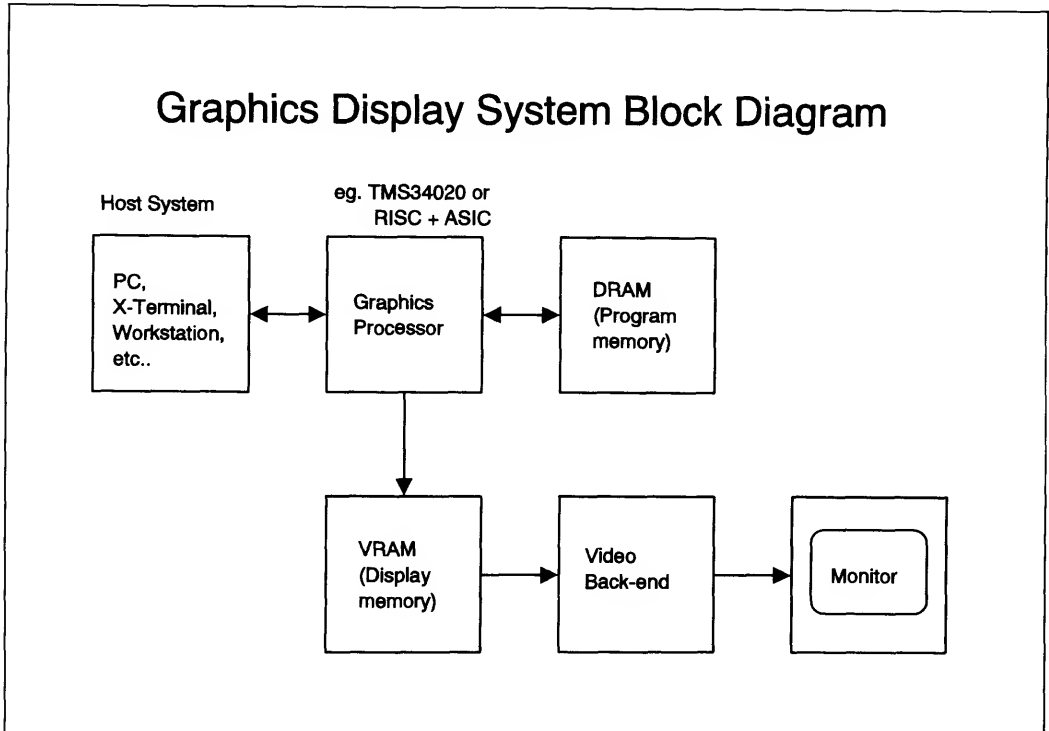 Graphics Display System Block Diagram
Host System
eg. TMS34020 or
RISC + ASIC
PC,
X-Terminal,
Workstation,
etc..
Graphics
Processor
DRAM
(Program
memory)
VRAM
(Display
memory)
Video
Back-end
Monitor